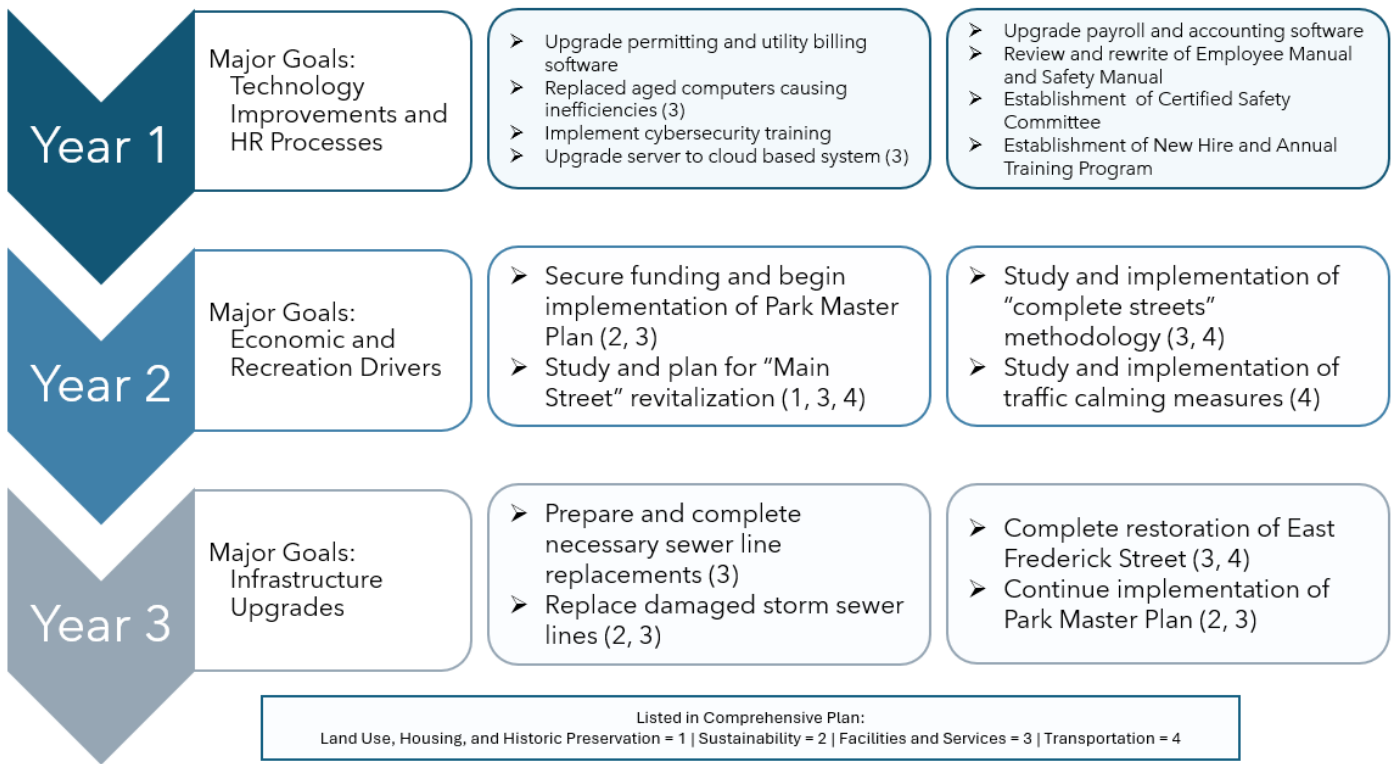 Year 1
Major Goals:
Technology
Improvements and
HR Processes
➢ Upgrade permitting and utility billing
software
➢ Replaced aged computers causing
inefficiencies (3)
➢ Implement cybersecurity training
➢ Upgrade server to cloud based system (3)
➢ Upgrade payroll and accounting software
➢ Review and rewrite of Employee Manual
and Safety Manual
➢ Establishment of Certified Safety
Committee
➢ Establishment of New Hire and Annual
Training Program
Year 2
Major Goals:
Economic and
Recreation Drivers
➢ Secure funding and begin
implementation of Park Master
Plan (2, 3)
➢ Study and plan for “Main
Street” revitalization (1, 3, 4)
➢ Study and implementation of
“complete streets”
methodology (3, 4)
➢ Study and implementation of
traffic calming measures (4)
Year 3
Major Goals:
Infrastructure
Upgrades
➢ Prepare and complete
necessary sewer line
replacements (3)
➢ Replace damaged storm sewer
lines (2, 3)
➢ Complete restoration of East
Frederick Street (3, 4)
➢ Continue implementation of
Park Master Plan (2, 3)
Listed in Comprehensive Plan:
Land Use, Housing, and Historic Preservation = 1 | Sustainability = 2 | Facilities and Services = 3 | Transportation = 4